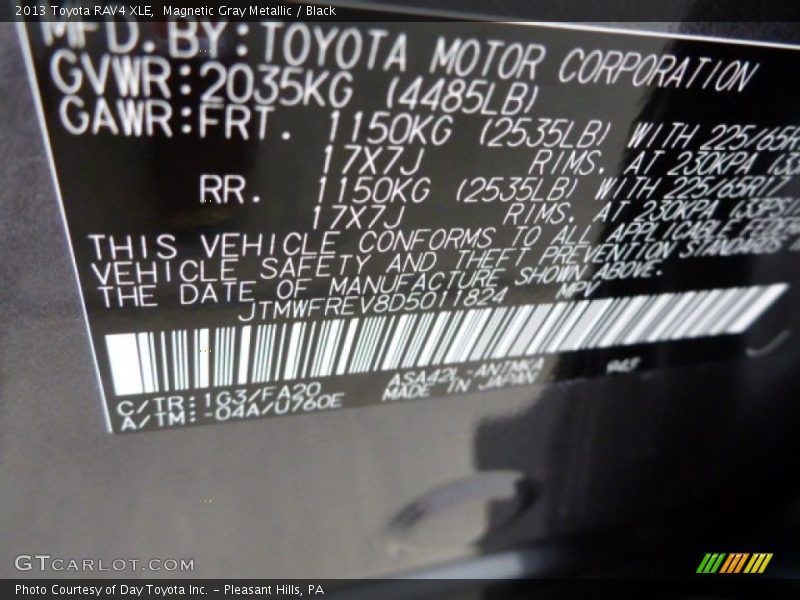 2013 Toyota RAV4 XLE, Magnetic Gray Metallic / Black
MFD. BY: TOYOTA MOTOR CORPORATION
GVWR: 2035KG (4485LB)
GAWR: FRT. 1150KG (2535LB) WITH 225/65R
17X7J RIMS. AT 230KPA (33
RR. 1150KG (2535LB) WITH 225/65R17
17X7J RIMS. AT 230KPA (33PSI
THIS VEHICLE CONFORMS TO ALL APPLICABLE FEDE
VEHICLE SAFETY AND THEFT PREVENTION STANDARDS
THE DATE OF MANUFACTURE SHOWN ABOVE.
JTMWFREV8D5011824 MPV
C/TR: 1G3/FA20 ASA42L-ANTMKA
A/TM: -04A/U760E MADE IN JAPAN
GTCARLOT.COM
Photo Courtesy of Day Toyota Inc. - Pleasant Hills, PA